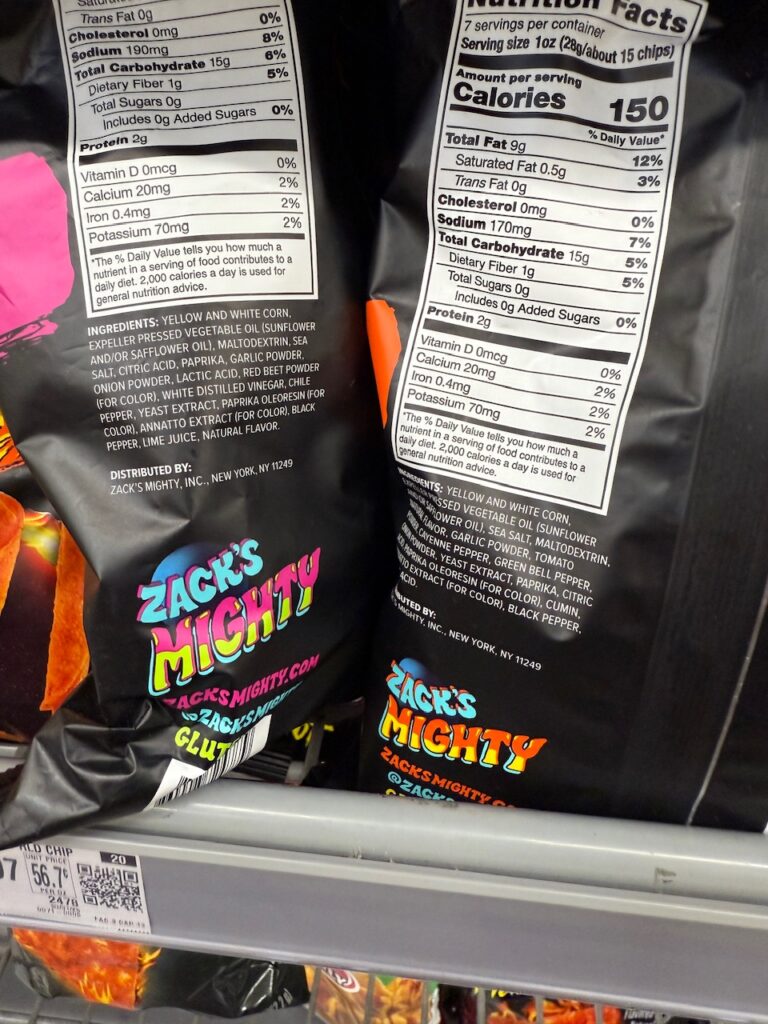 Trans Fat 0g 0%
Cholesterol 0mg 8%
Sodium 190mg 6%
Total Carbohydrate 15g 5%
Dietary Fiber 1g
Total Sugars 0g
Includes 0g Added Sugars 0%
Protein 2g
Vitamin D 0mcg 0%
Calcium 20mg 2%
Iron 0.4mg 2%
Potassium 70mg 2%
*The % Daily Value tells you how much a
nutrient in a serving of food contributes to a
daily diet. 2,000 calories a day is used for
general nutrition advice.
INGREDIENTS: YELLOW AND WHITE CORN,
EXPELLER PRESSED VEGETABLE OIL (SUNFLOWER
AND/OR SAFFLOWER OIL), MALTODEXTRIN, SEA
SALT, CITRIC ACID, PAPRIKA, GARLIC POWDER,
ONION POWDER, LACTIC ACID, RED BEET POWDER
(FOR COLOR), WHITE DISTILLED VINEGAR, CHILE
PEPPER, YEAST EXTRACT, PAPRIKA OLEORESIN (FOR
COLOR), ANNATTO EXTRACT (FOR COLOR), BLACK
PEPPER, LIME JUICE, NATURAL FLAVOR.
DISTRIBUTED BY:
ZACK'S MIGHTY, INC., NEW YORK, NY 11249
ZACK'S
MIGHTY
ZACKSMIGHTY.COM
@ZACKSMIGHTY
GLUT
Nutrition Facts
7 servings per container
Serving size 1oz (28g/about 15 chips)
Amount per serving
Calories 150
% Daily Value*
Total Fat 9g 12%
Saturated Fat 0.5g 3%
Trans Fat 0g
Cholesterol 0mg 0%
Sodium 170mg 7%
Total Carbohydrate 15g 5%
Dietary Fiber 1g 5%
Total Sugars 0g
Includes 0g Added Sugars 0%
Protein 2g
Vitamin D 0mcg 0%
Calcium 20mg 2%
Iron 0.4mg 2%
Potassium 70mg 2%
*The % Daily Value tells you how much a
nutrient in a serving of food contributes to a
daily diet. 2,000 calories a day is used for
general nutrition advice.
INGREDIENTS: YELLOW AND WHITE CORN,
PRESSED VEGETABLE OIL (SUNFLOWER
SAFFLOWER OIL), SEA SALT, MALTODEXTRIN,
FLAVOR, GARLIC POWDER, TOMATO
CAYENNE PEPPER, GREEN BELL PEPPER,
POWDER, YEAST EXTRACT, PAPRIKA, CITRIC
PAPRIKA OLEORESIN (FOR COLOR), CUMIN,
EXTRACT (FOR COLOR), BLACK PEPPER,
ACID.
BUTED BY:
MIGHTY, INC., NEW YORK, NY 11249
ZACK'S
MIGHTY
ZACKSMIGHTY.C
@ZACKS
LD CHIP
20
UNIT PRICE
56.7¢
2478